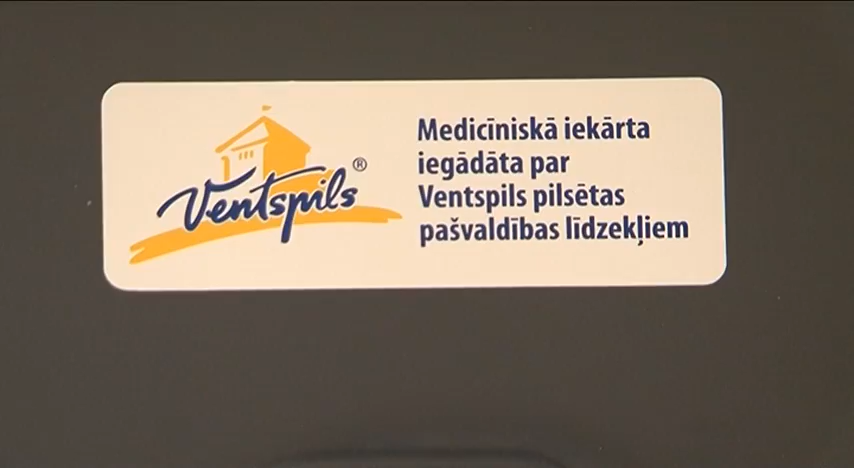 Ventspils®
Medicīniskā iekārta
iegādāta par
Ventspils pilsētas
pašvaldības līdzekļiem